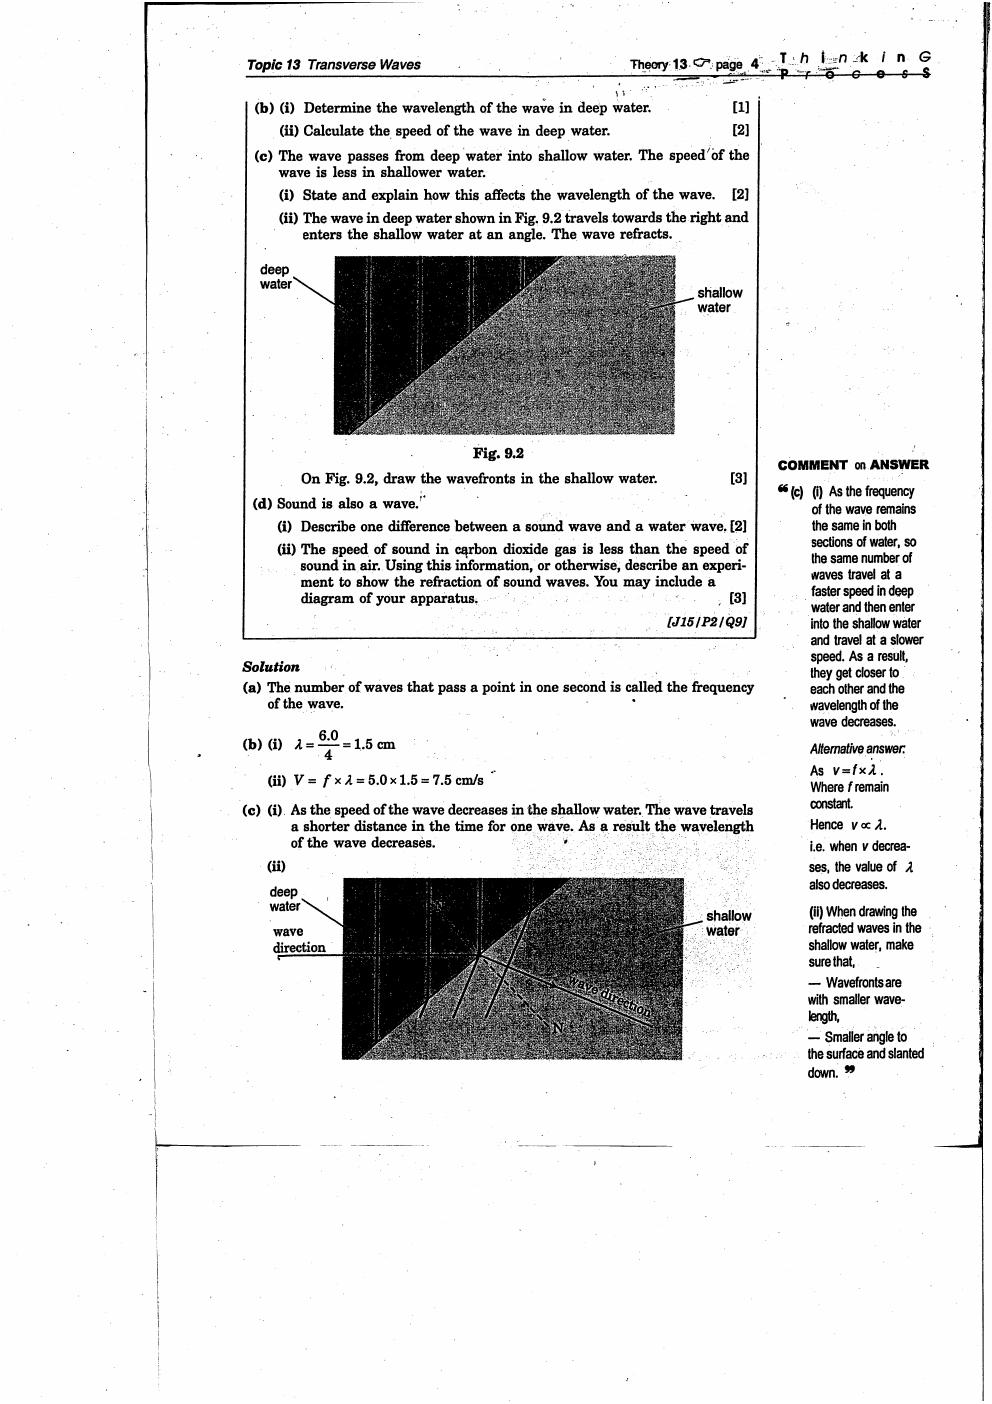 Topic 13 Transverse Waves
Theory 13 ☞ page 4
T h i n k i n G
P r o c e s s
(b) (i) Determine the wavelength of the wave in deep water. [1]
(ii) Calculate the speed of the wave in deep water. [2]
(c) The wave passes from deep water into shallow water. The speed of the
wave is less in shallower water.
(i) State and explain how this affects the wavelength of the wave. [2]
(ii) The wave in deep water shown in Fig. 9.2 travels towards the right and
enters the shallow water at an angle. The wave refracts.
deep
water
shallow
water
Fig. 9.2
On Fig. 9.2, draw the wavefronts in the shallow water. [3]
(d) Sound is also a wave.
(i) Describe one difference between a sound wave and a water wave. [2]
(ii) The speed of sound in carbon dioxide gas is less than the speed of
sound in air. Using this information, or otherwise, describe an experi-
ment to show the refraction of sound waves. You may include a
diagram of your apparatus. [3]
[J15/P2/Q9]
Solution
(a) The number of waves that pass a point in one second is called the frequency
of the wave.
(b) (i) λ = 6.0/4 = 1.5 cm
(ii) V = f × λ = 5.0 × 1.5 = 7.5 cm/s
(c) (i) As the speed of the wave decreases in the shallow water. The wave travels
a shorter distance in the time for one wave. As a result the wavelength
of the wave decreases.
(ii)
deep
water
wave
direction
shallow
water
wave direction
N
COMMENT on ANSWER
❝ (c) (i) As the frequency
of the wave remains
the same in both
sections of water, so
the same number of
waves travel at a
faster speed in deep
water and then enter
into the shallow water
and travel at a slower
speed. As a result,
they get closer to
each other and the
wavelength of the
wave decreases.
Alternative answer:
As v = f × λ.
Where f remain
constant.
Hence v ∝ λ.
i.e. when v decrea-
ses, the value of λ
also decreases.
(ii) When drawing the
refracted waves in the
shallow water, make
sure that,
— Wavefronts are
with smaller wave-
length,
— Smaller angle to
the surface and slanted
down. ❞